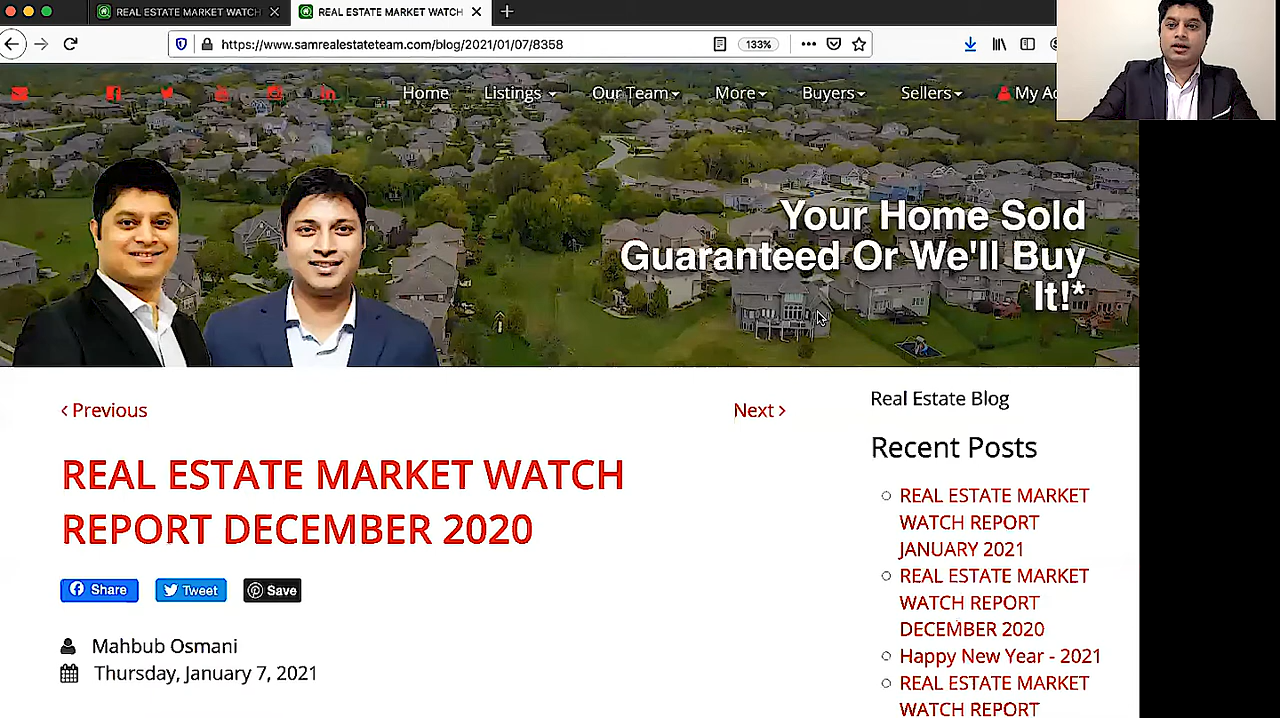 REAL ESTATE MARKET WATCH
REAL ESTATE MARKET WATCH
https://www.samrealestateteam.com/blog/2021/01/07/8358
133%
Home
Listings
Our Team
More
Buyers
Sellers
Your Home Sold
Guaranteed Or We'll Buy
It!*
Previous
Next
REAL ESTATE MARKET WATCH
REPORT DECEMBER 2020
Share
Tweet
Save
Mahbub Osmani
Thursday, January 7, 2021
Real Estate Blog
Recent Posts
REAL ESTATE MARKET
WATCH REPORT
JANUARY 2021
REAL ESTATE MARKET
WATCH REPORT
DECEMBER 2020
Happy New Year - 2021
REAL ESTATE MARKET
WATCH REPORT